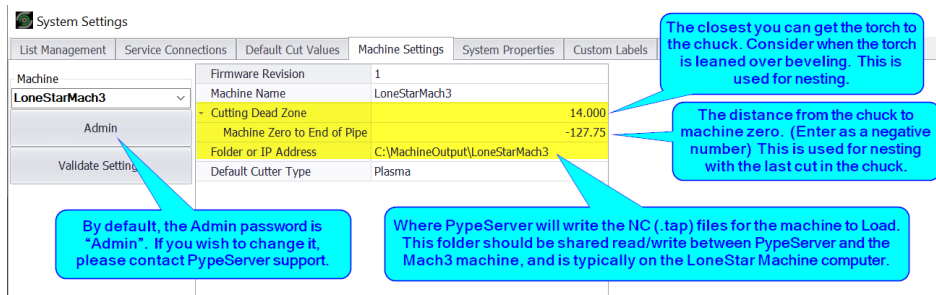 System Settings
List Management
Service Connections
Default Cut Values
Machine Settings
System Properties
Custom Labels
Machine
LoneStarMach3
Admin
Validate Setting
Firmware Revision 1
Machine Name LoneStarMach3
Cutting Dead Zone 14.000
Machine Zero to End of Pipe -127.75
Folder or IP Address C:\MachineOutput\LoneStarMach3
Default Cutter Type Plasma
The closest you can get the torch to
the chuck. Consider when the torch
is leaned over beveling. This is
used for nesting.
The distance from the chuck to
machine zero. (Enter as a negative
number) This is used for nesting
with the last cut in the chuck.
By default, the Admin password is
“Admin”. If you wish to change it,
please contact PypeServer support.
Where PypeServer will write the NC (.tap) files for the machine to Load.
This folder should be shared read/write between PypeServer and the
Mach3 machine, and is typically on the LoneStar Machine computer.